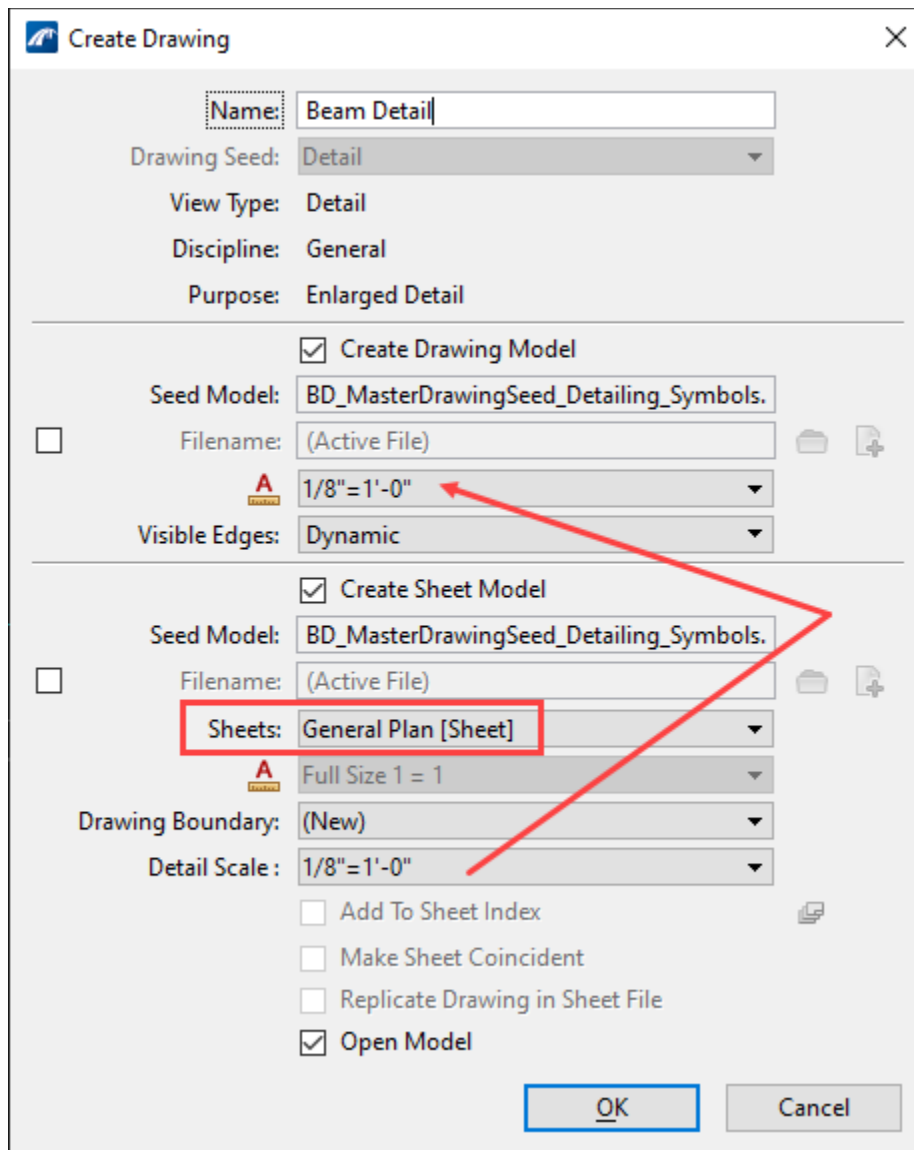 Create Drawing
Name: Beam Detail
Drawing Seed: Detail
View Type: Detail
Discipline: General
Purpose: Enlarged Detail
Create Drawing Model
Seed Model: BD_MasterDrawingSeed_Detailing_Symbols.
Filename: (Active File)
A 1/8"=1'-0"
Visible Edges: Dynamic
Create Sheet Model
Seed Model: BD_MasterDrawingSeed_Detailing_Symbols.
Filename: (Active File)
Sheets: General Plan [Sheet]
A Full Size 1 = 1
Drawing Boundary: (New)
Detail Scale : 1/8"=1'-0"
Add To Sheet Index
Make Sheet Coincident
Replicate Drawing in Sheet File
Open Model
OK Cancel